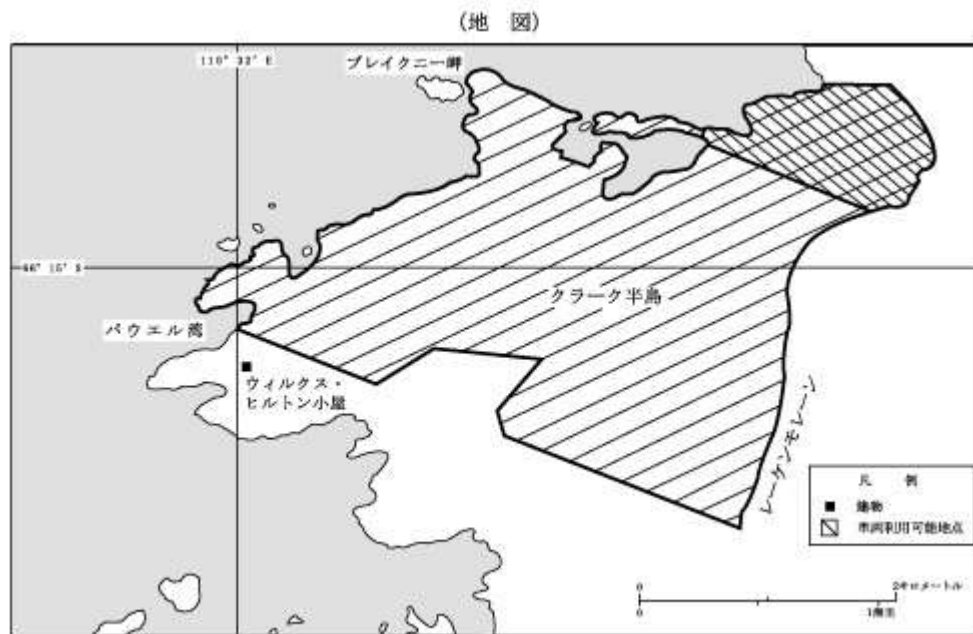 (地 図)
110° 32′ E
ブレイクニー岬
66° 15′ S
クラーク半島
パウエル湾
ウィルクス・
ヒルトン小屋
レーケンモレーン
凡 例
建物
車両利用可能地点
0
2キロメートル
0
1海里